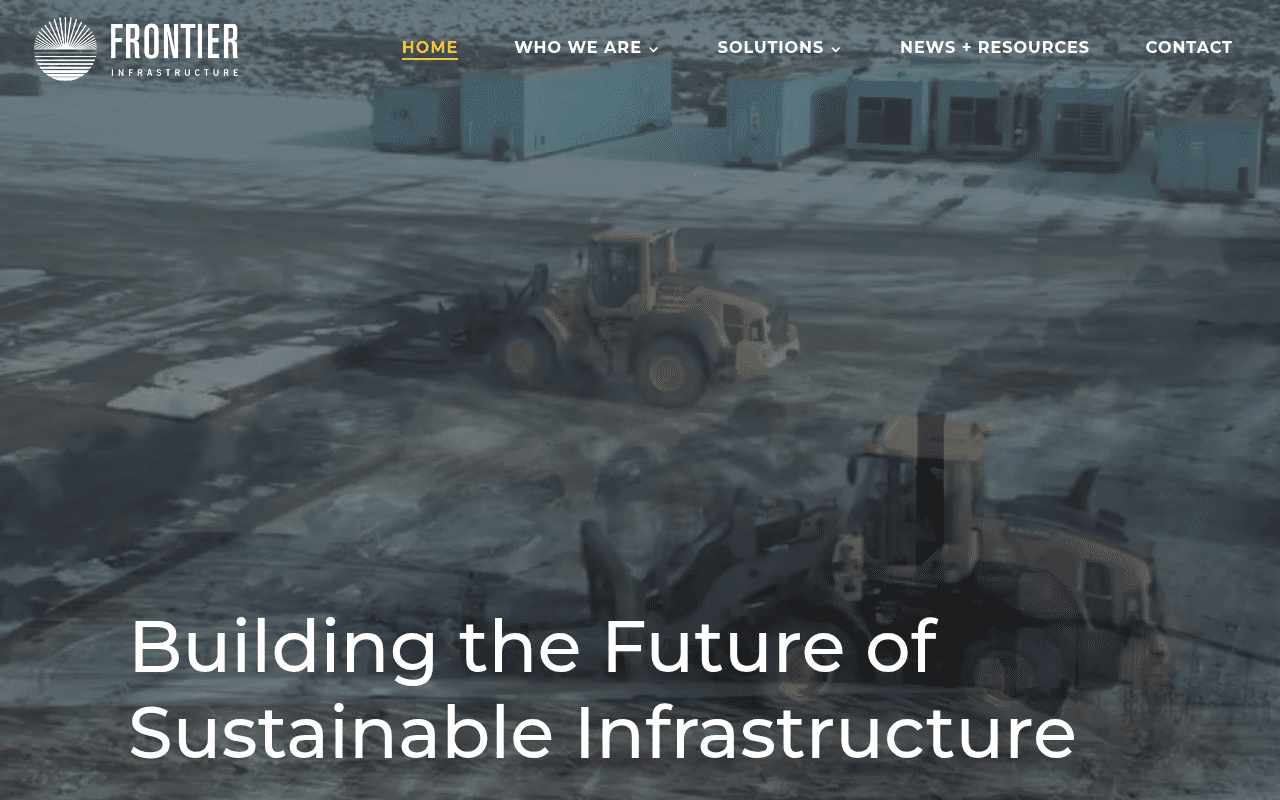 FRONTIER
INFRASTRUCTURE
HOME
WHO WE ARE
SOLUTIONS
NEWS + RESOURCES
CONTACT
Building the Future of
Sustainable Infrastructure